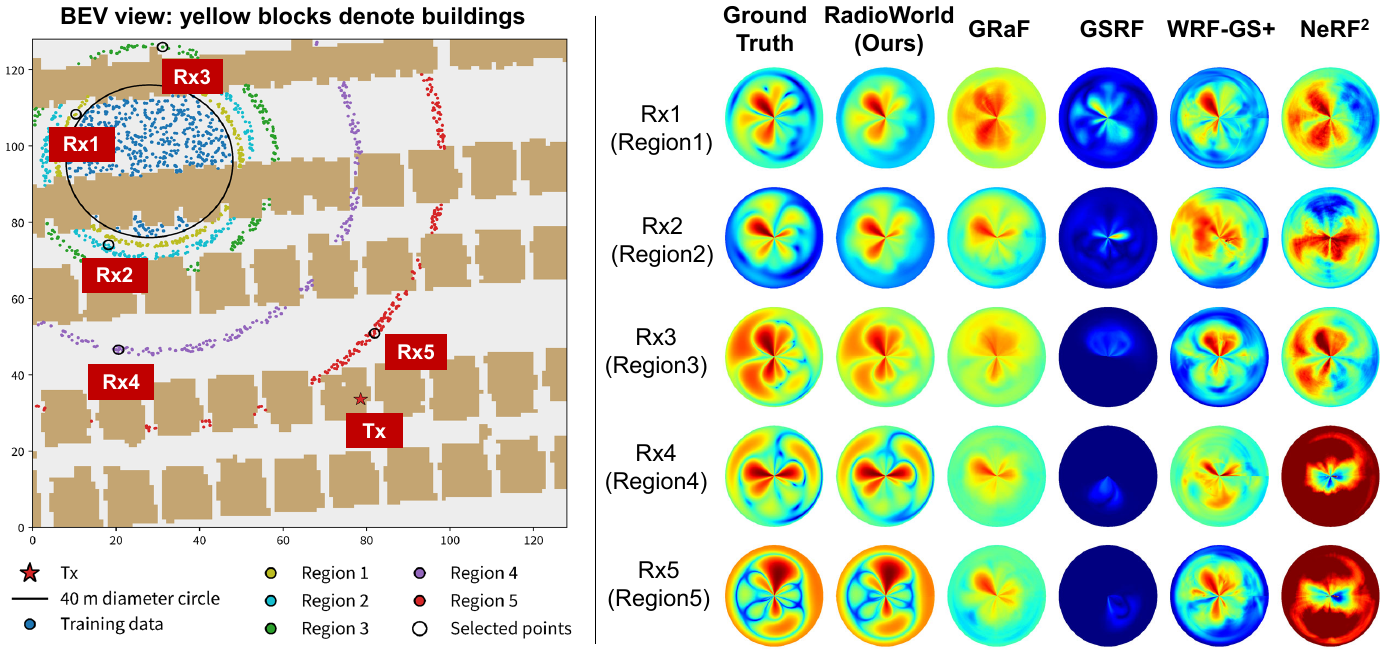 BEV view: yellow blocks denote buildings
120
100
80
60
40
20
0
0 20 40 60 80 100 120
Rx3
Rx1
Rx2
Rx4
Rx5
Tx
Tx
40 m diameter circle
Training data
Region 1
Region 2
Region 3
Region 4
Region 5
Selected points
Ground Truth
RadioWorld (Ours)
GRaF
GSRF
WRF-GS+
NeRF²
Rx1
(Region1)
Rx2
(Region2)
Rx3
(Region3)
Rx4
(Region4)
Rx5
(Region5)